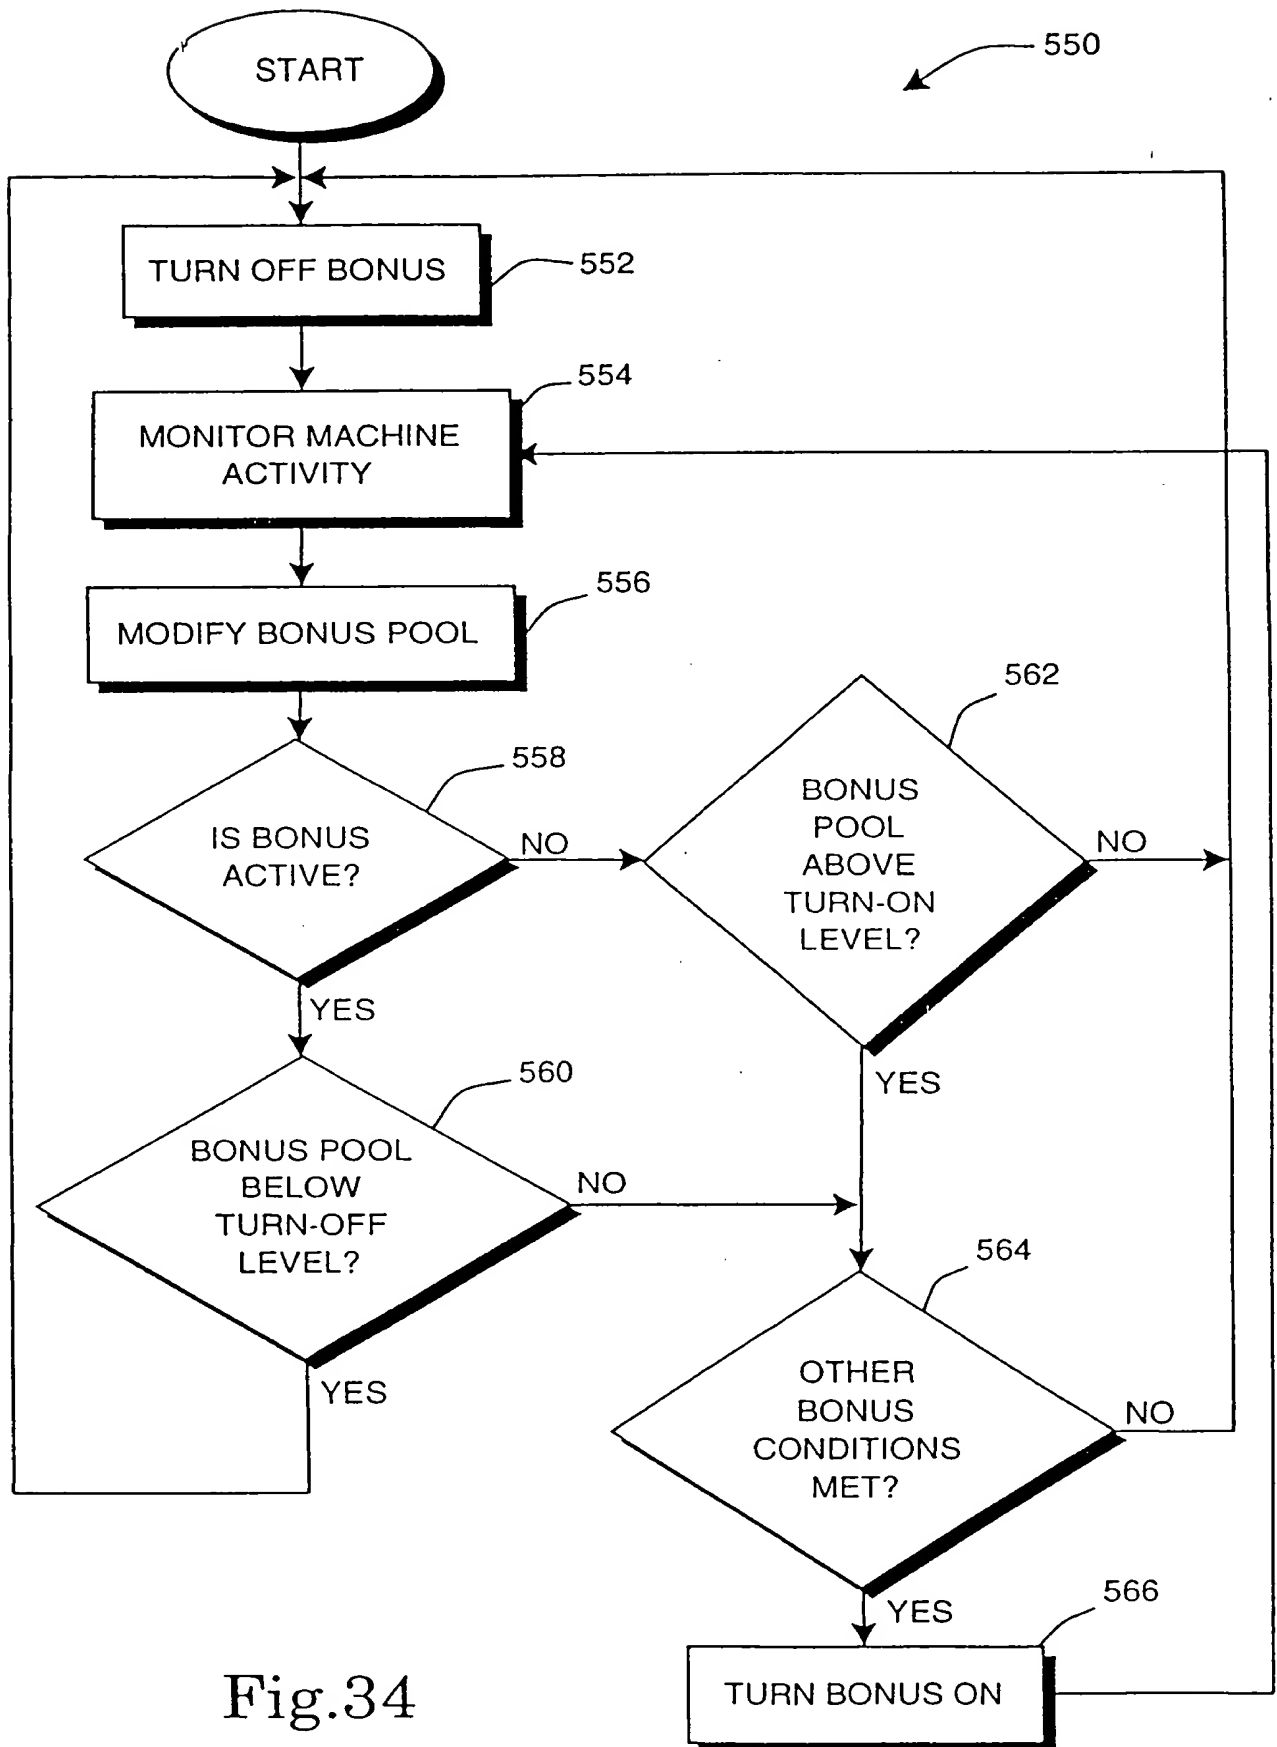 START
550
TURN OFF BONUS
552
554
MONITOR MACHINE
ACTIVITY
556
MODIFY BONUS POOL
562
558
IS BONUS
ACTIVE?
NO
BONUS
POOL
ABOVE
TURN-ON
LEVEL?
NO
YES
560
YES
BONUS POOL
BELOW
TURN-OFF
LEVEL?
NO
564
YES
OTHER
BONUS
CONDITIONS
MET?
NO
566
YES
TURN BONUS ON
Fig.34